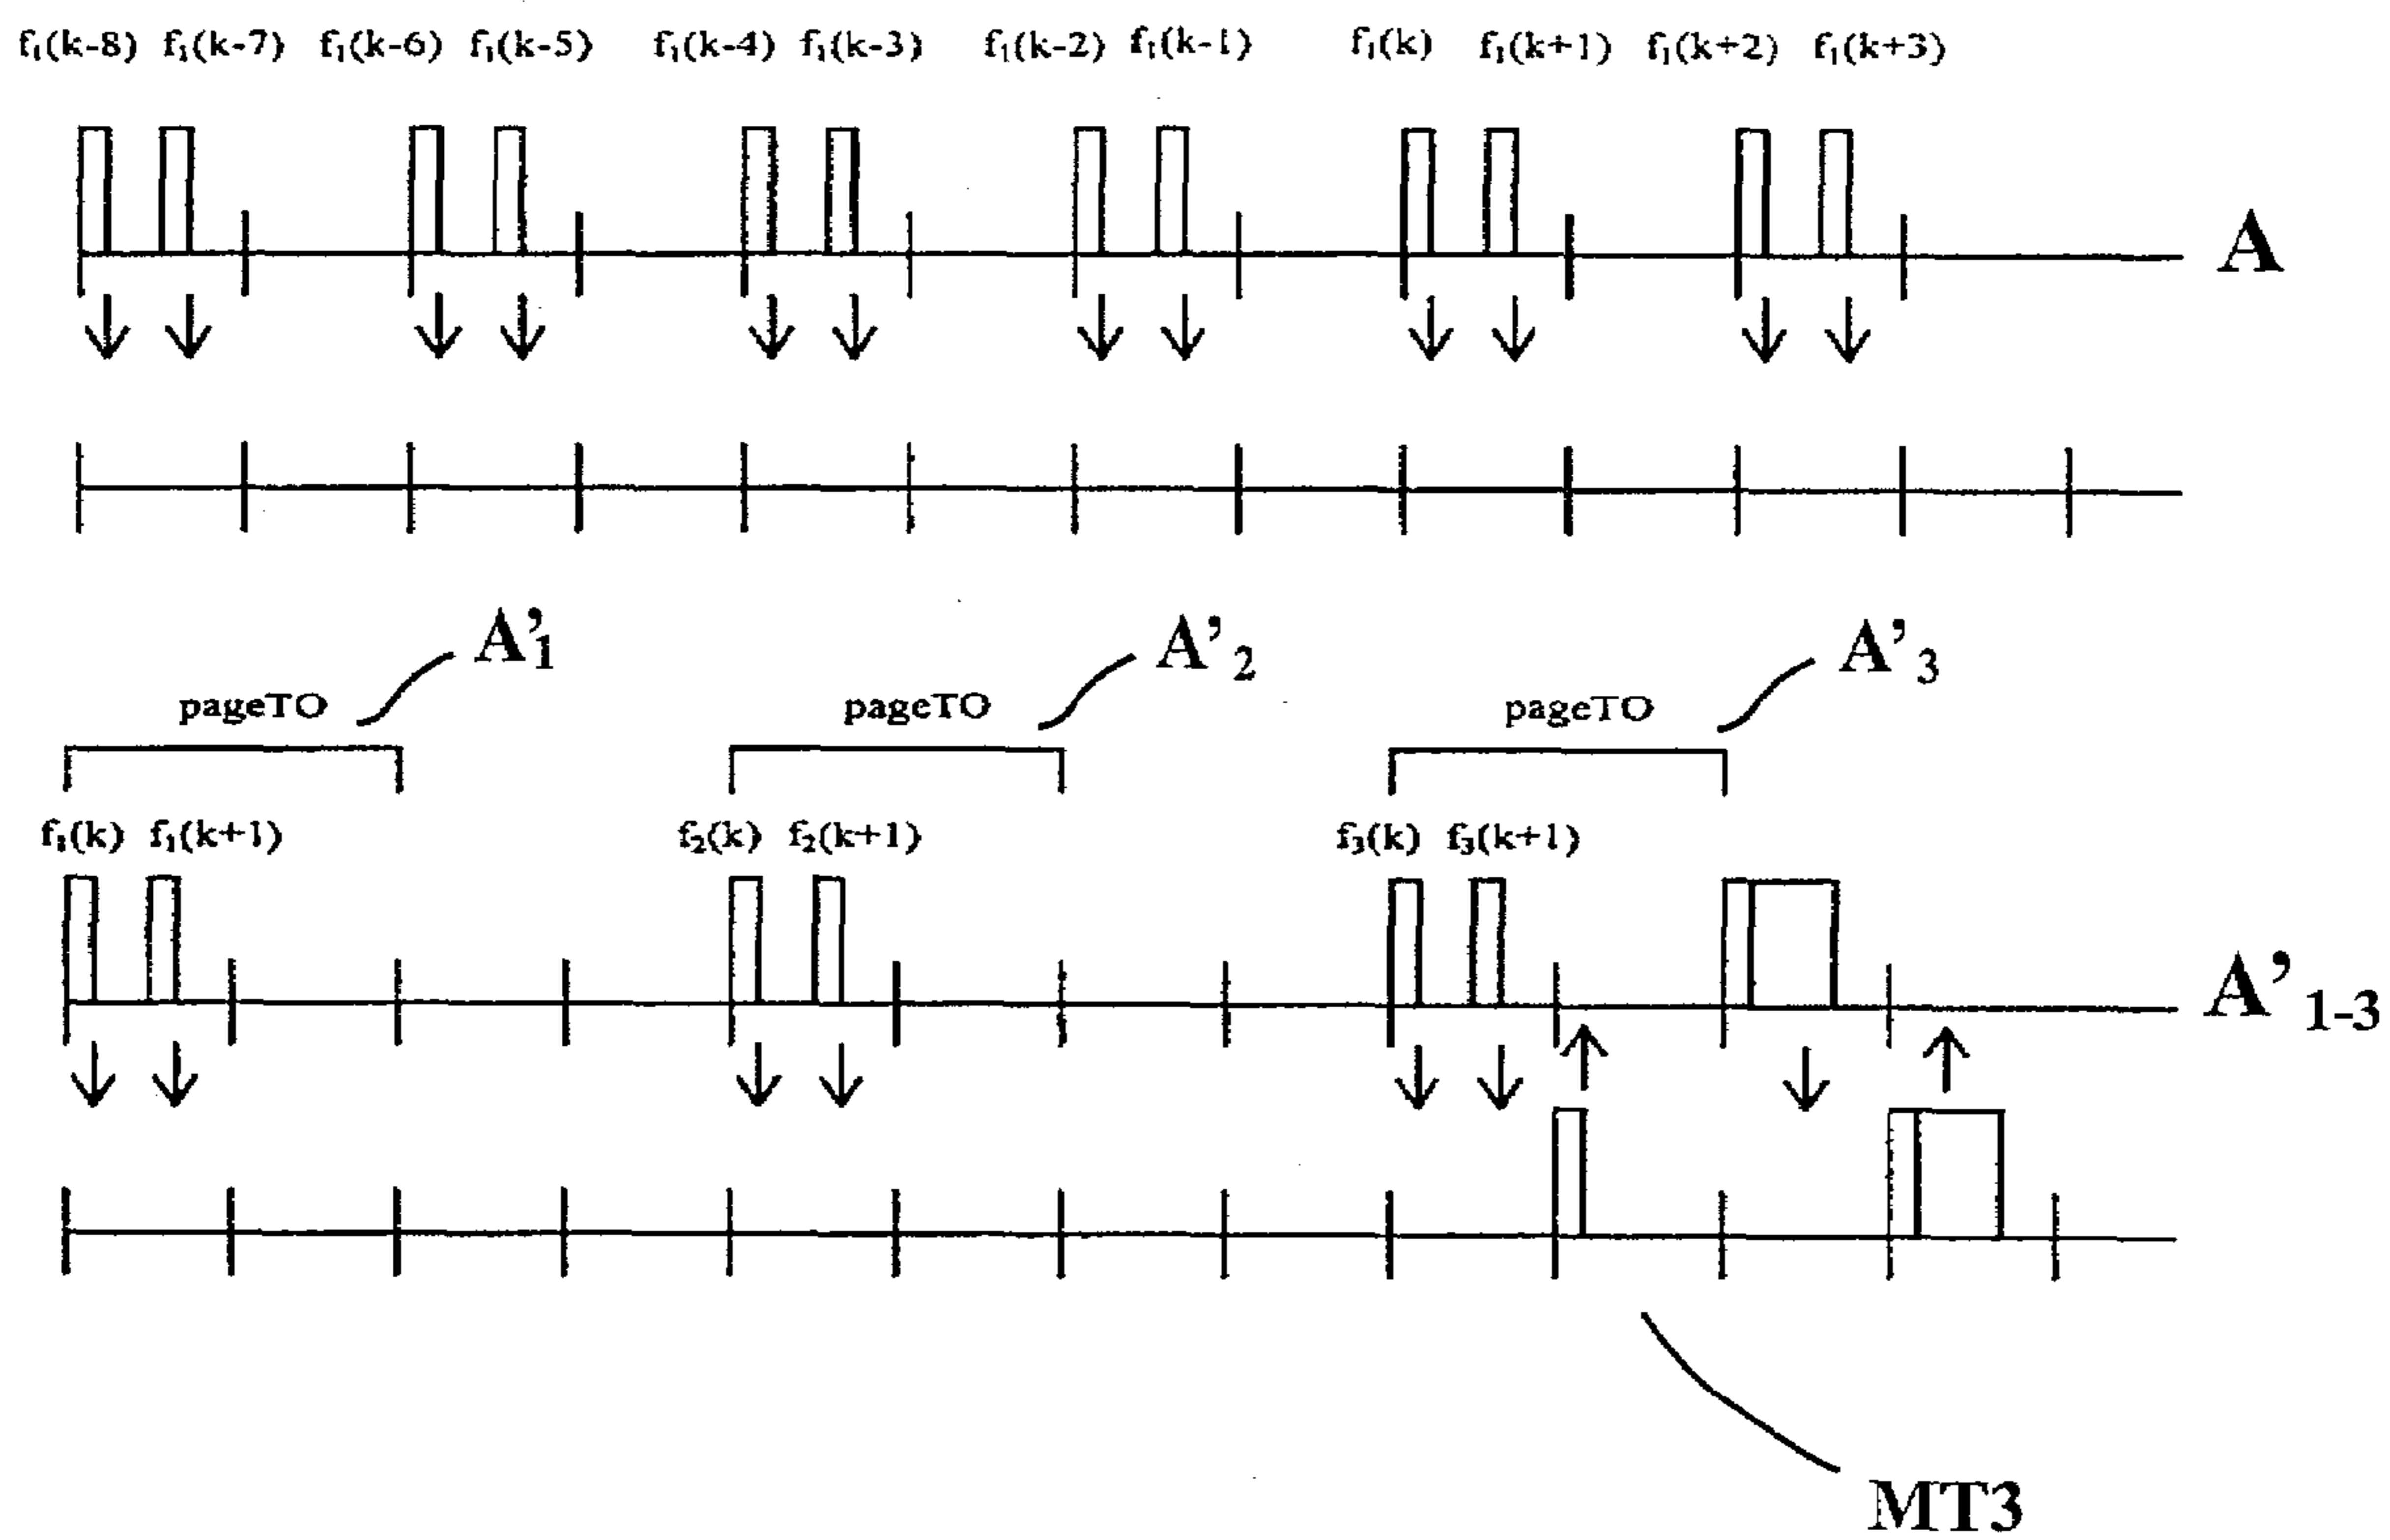 f₁(k-8) f₁(k-7) f₁(k-6) f₁(k-5) f₁(k-4) f₁(k-3) f₁(k-2) f₁(k-1) f₁(k) f₁(k+1) f₁(k+2) f₁(k+3)
A
A'₁ A'₂ A'₃
pageTO pageTO pageTO
f₁(k) f₁(k+1) f₂(k) f₂(k+1) f₃(k) f₃(k+1)
A'₁₋₃
MT3